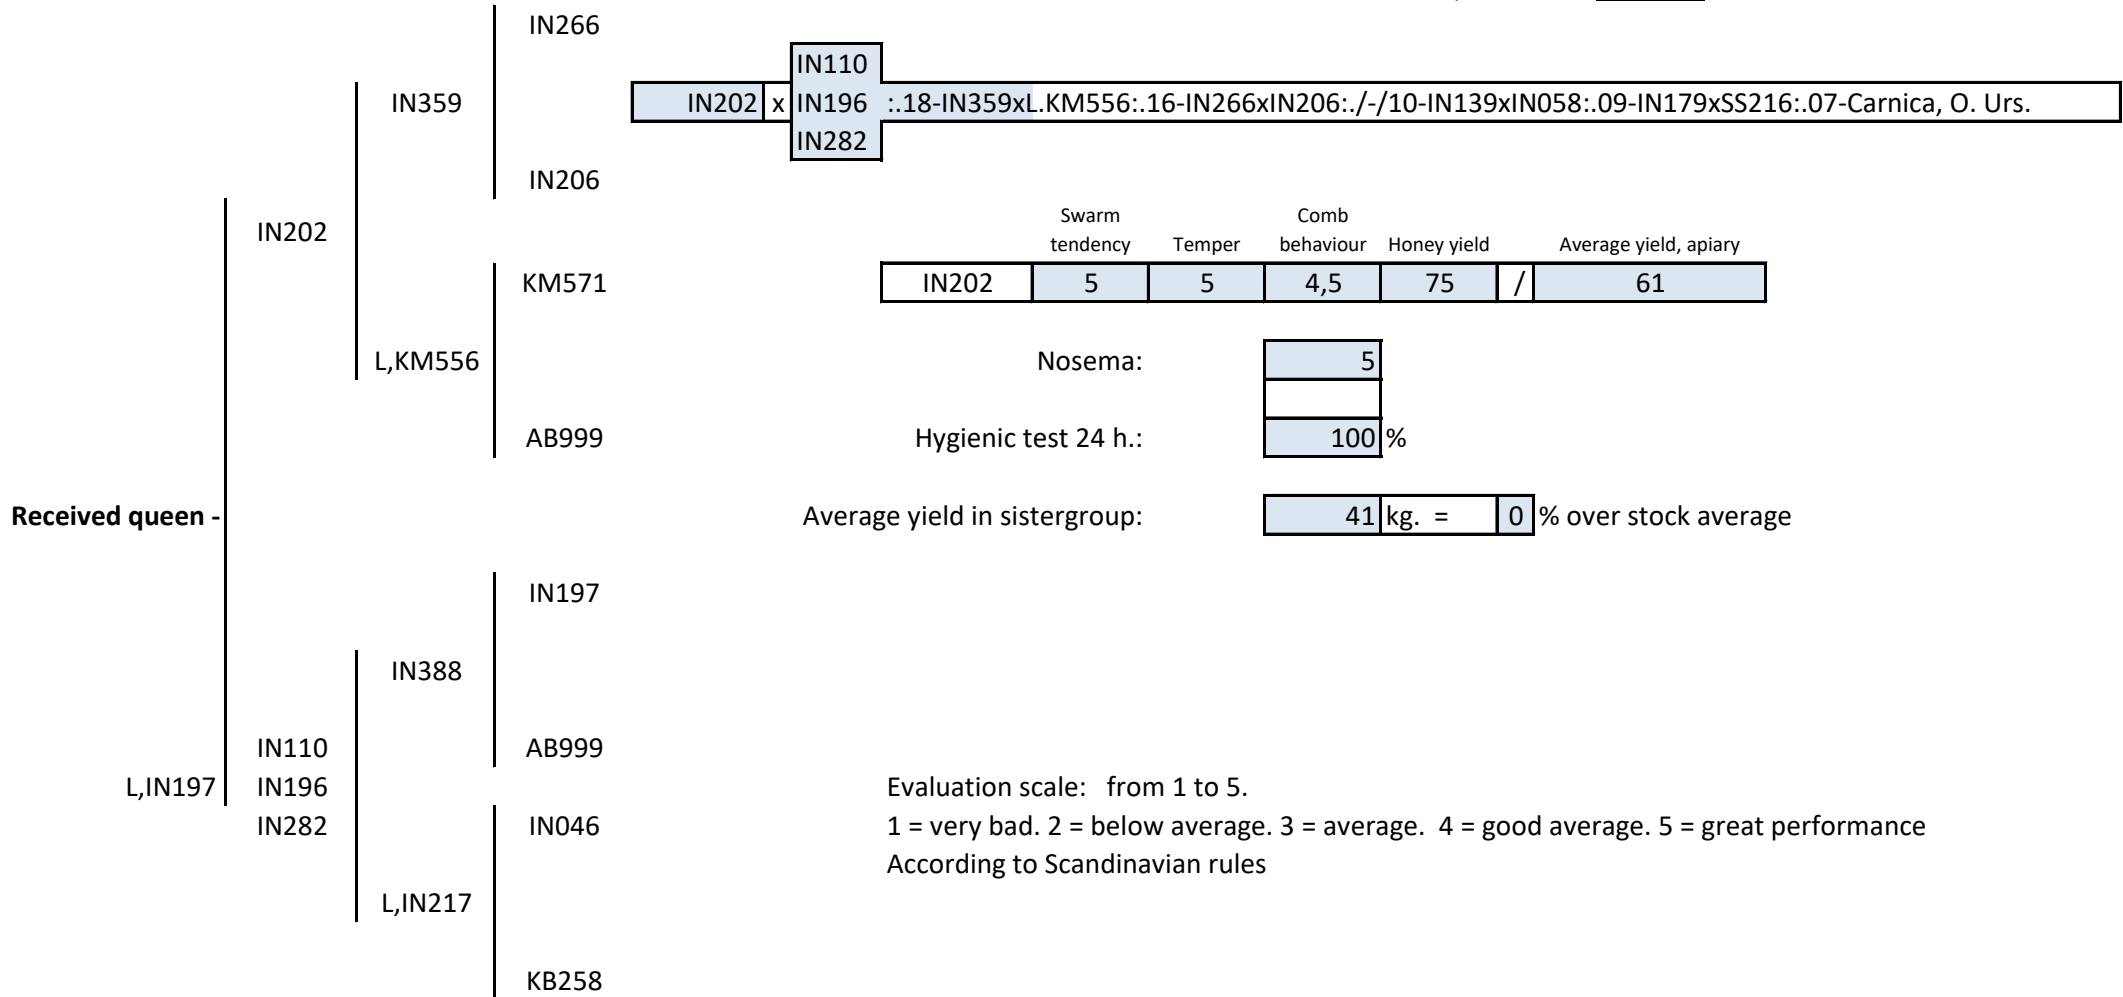 IN266
IN110
IN359
IN202 x IN196 :.18-IN359xL.KM556:.16-IN266xIN206:./-/10-IN139xIN058:.09-IN179xSS216:.07-Carnica, O. Urs.
IN282
IN206
Swarm tendency Temper Comb behaviour Honey yield Average yield, apiary
IN202
KM571
IN202 5 5 4,5 75 / 61
L,KM556
Nosema: 5
AB999
Hygienic test 24 h.: 100 %
Received queen -
Average yield in sistergroup: 41 kg. = 0 % over stock average
IN197
IN388
IN110
AB999
L,IN197
IN196
Evaluation scale: from 1 to 5.
IN282
IN046
1 = very bad. 2 = below average. 3 = average. 4 = good average. 5 = great performance
According to Scandinavian rules
L,IN217
KB258